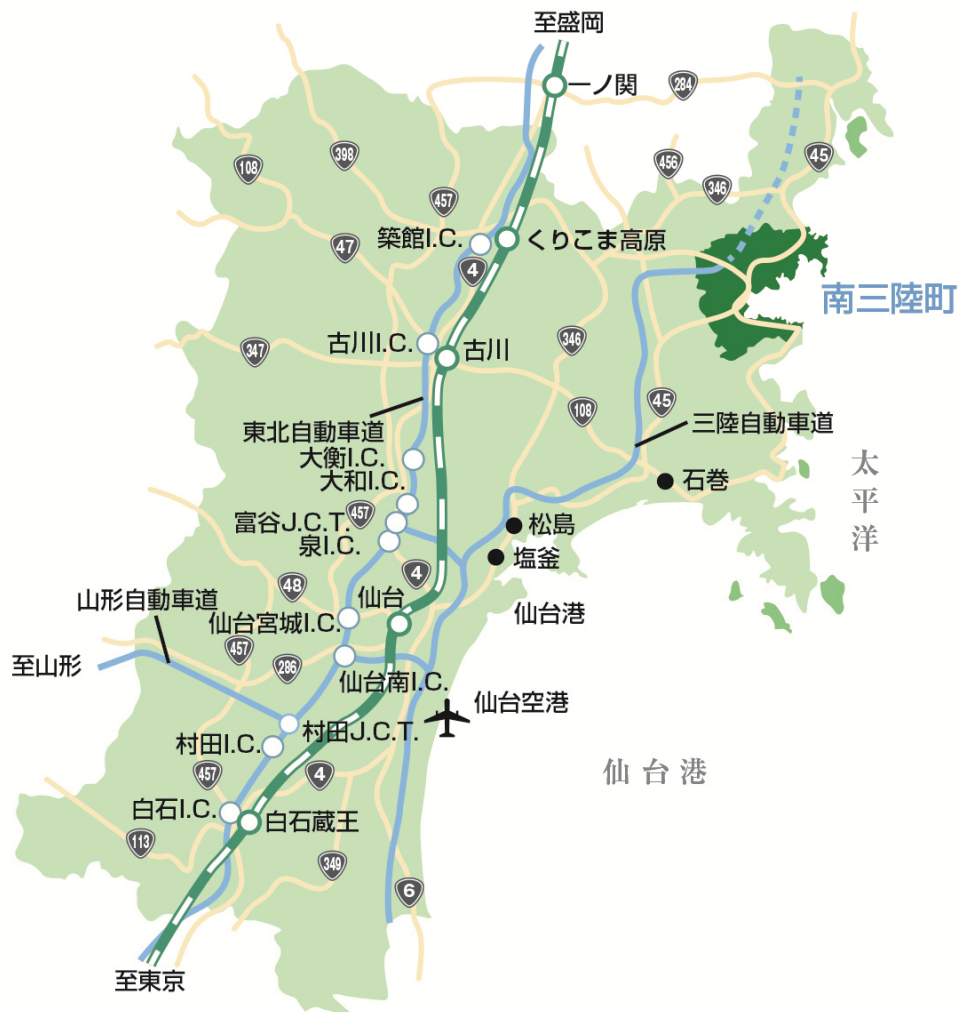 至盛岡
一ノ関
284
398
108
456
45
346
457
築館I.C.
くりこま高原
47
4
南三陸町
古川I.C.
古川
347
346
東北自動車道
108
45
三陸自動車道
大衡I.C.
大和I.C.
石巻
太平洋
457
富谷J.C.T.
松島
泉I.C.
塩釜
4
48
仙台
山形自動車道
仙台宮城I.C.
仙台港
457
286
至山形
仙台南I.C.
仙台空港
村田J.C.T.
村田I.C.
仙台港
457
4
白石I.C.
白石蔵王
113
349
6
至東京